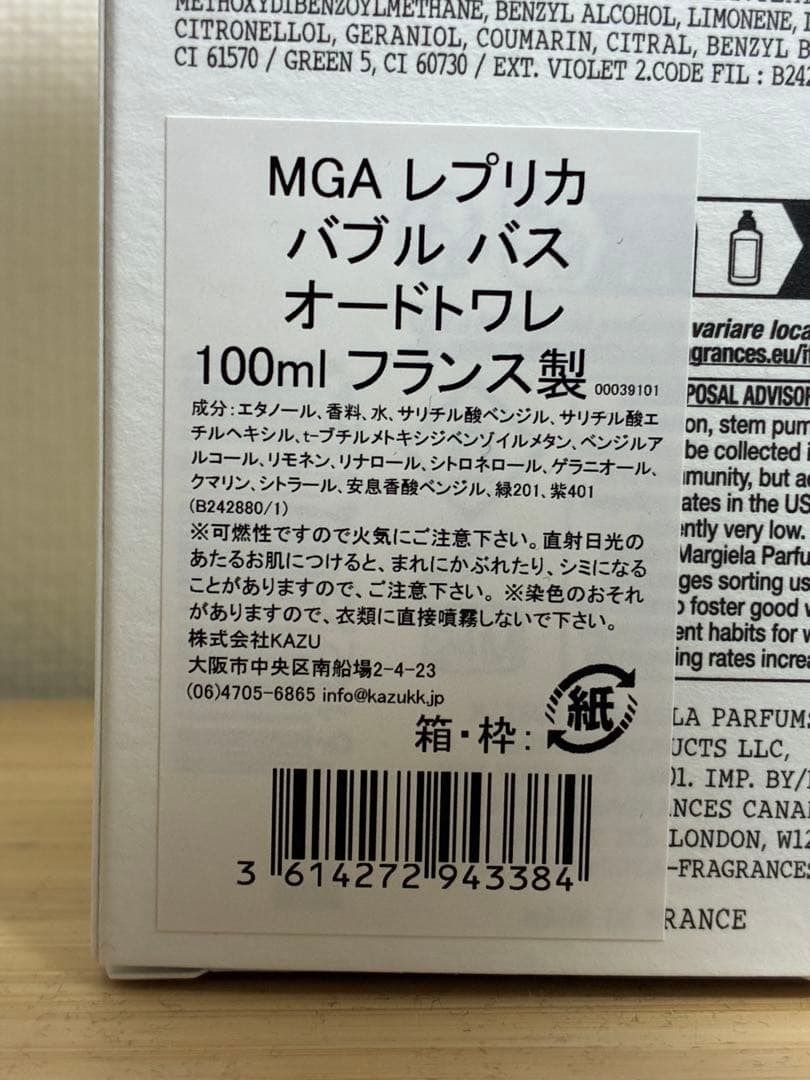 METHOXYDIBENZOYLMETHANE, BENZYL ALCOHOL, LIMONENE,
CITRONELLOL, GERANIOL, COUMARIN, CITRAL, BENZYL B
CI 61570 / GREEN 5, CI 60730 / EXT. VIOLET 2.CODE FIL : B242
MGA レプリカ
バブル バス
オードトワレ
100ml フランス製 00039101
成分:エタノール、香料、水、サリチル酸ベンジル、サリチル酸エ
チルヘキシル、t-ブチルメトキシジベンゾイルメタン、ベンジルア
ルコール、リモネン、リナロール、シトロネロール、ゲラニオール、
クマリン、シトラール、安息香酸ベンジル、緑201、紫401
(B242880/1)
※可燃性ですので火気にご注意下さい。直射日光の
あたるお肌につけると、まれにかぶれたり、シミになる
ことがありますので、ご注意下さい。 ※染色のおそれ
がありますので、衣類に直接噴霧しないで下さい。
株式会社KAZU
大阪市中央区南船場2-4-23
(06)4705-6865 info@kazukk.jp
箱・枠: 紙
3 614272 943384
variare loca
grances.eu/it
POSAL ADVISOR
on, stem pum
be collected i
munity, but ac
ates in the US
ently very low.
Margiela Parfu
ges sorting us
o foster good w
ent habits for w
ing rates increa
LA PARFUMS
UCTS LLC,
01. IMP. BY/I
NCES CANA
LONDON, W12
-FRAGRANCES
RANCE